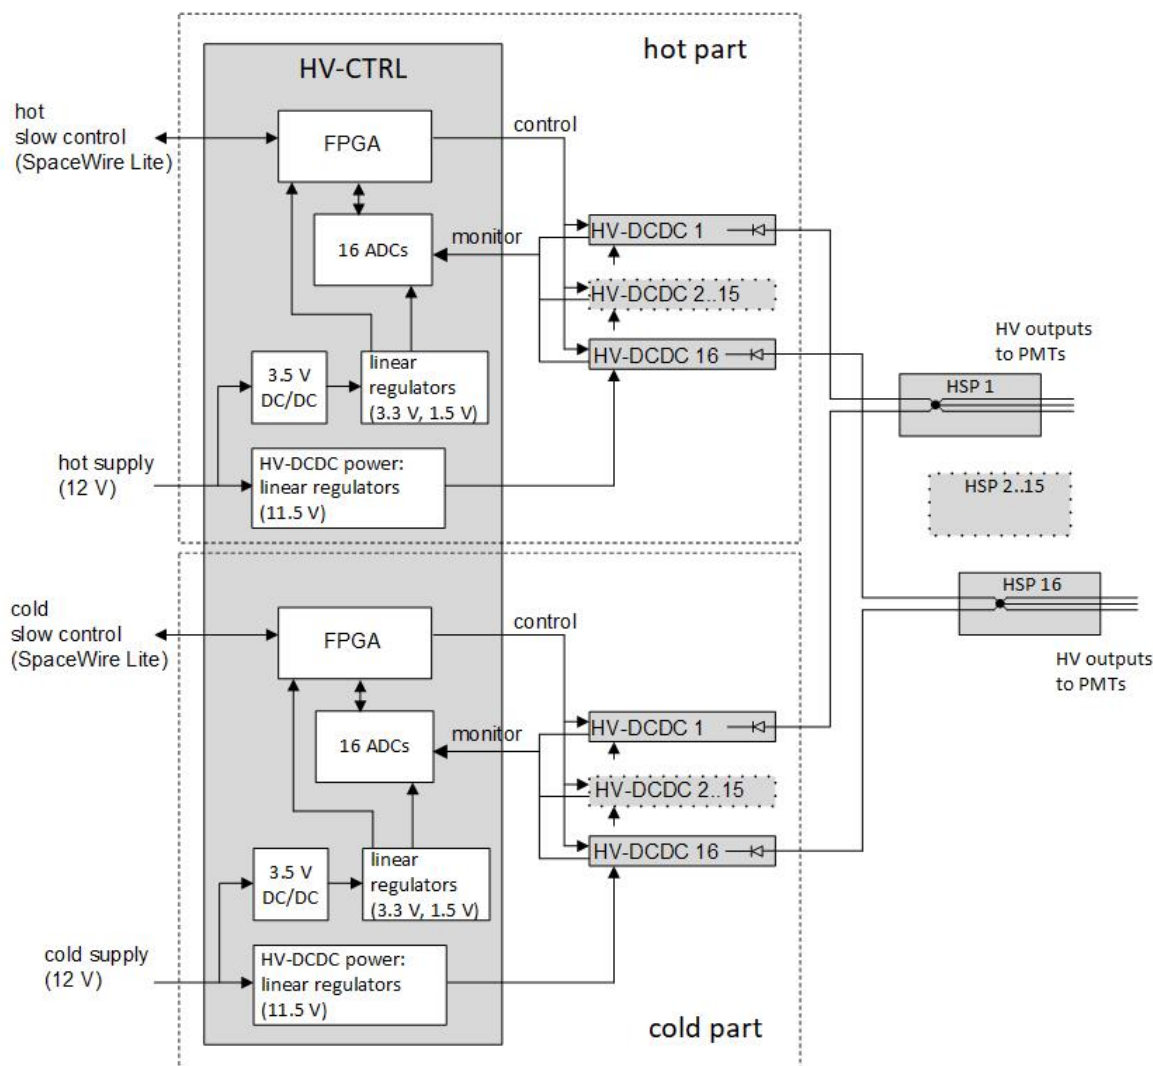 hot part
HV-CTRL
hot
slow control
(SpaceWire Lite)
FPGA
control
16 ADCs
monitor
HV-DCDC 1
HV-DCDC 2..15
HV-DCDC 16
3.5 V
DC/DC
linear
regulators
(3.3 V, 1.5 V)
hot supply
(12 V)
HV-DCDC power:
linear regulators
(11.5 V)
HV outputs
to PMTs
HSP 1
HSP 2..15
HSP 16
HV outputs
to PMTs
cold
slow control
(SpaceWire Lite)
FPGA
control
16 ADCs
monitor
HV-DCDC 1
HV-DCDC 2..15
HV-DCDC 16
3.5 V
DC/DC
linear
regulators
(3.3 V, 1.5 V)
cold supply
(12 V)
HV-DCDC power:
linear regulators
(11.5 V)
cold part